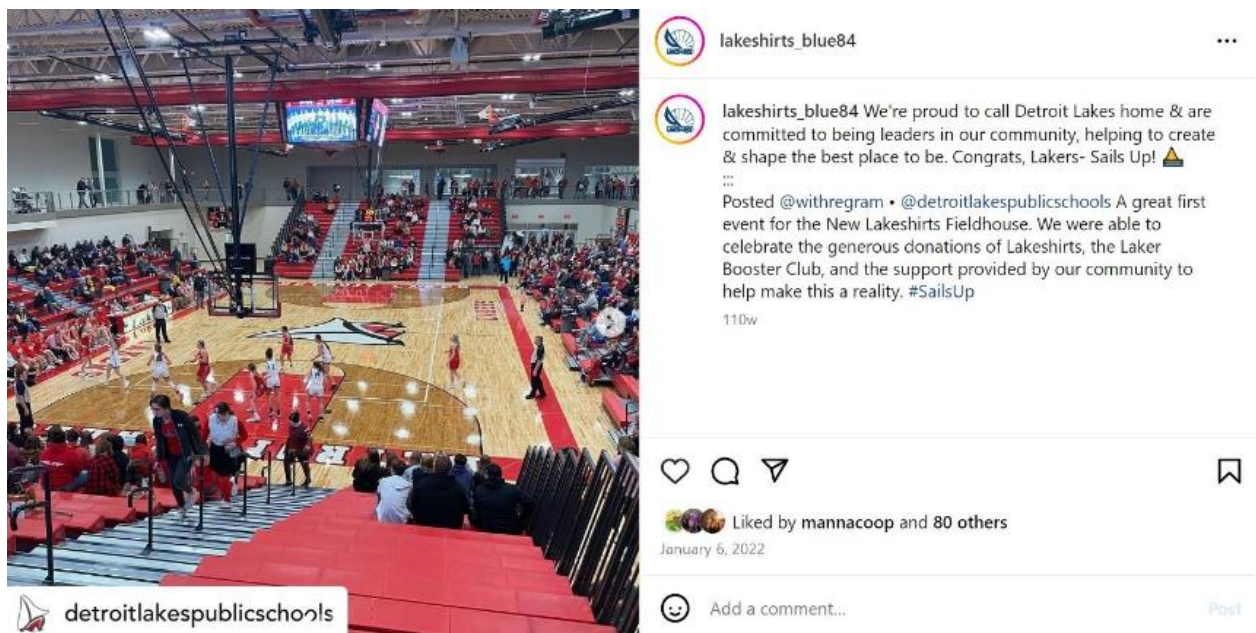 lakeshirts_blue84
lakeshirts_blue84 We're proud to call Detroit Lakes home & are
committed to being leaders in our community, helping to create
& shape the best place to be. Congrats, Lakers- Sails Up! ⛵
:::
Posted @withregram • @detroitlakespublicschools A great first
event for the New Lakeshirts Fieldhouse. We were able to
celebrate the generous donations of Lakeshirts, the Laker
Booster Club, and the support provided by our community to
help make this a reality. #SailsUp
110w
Liked by mannacoop and 80 others
January 6, 2022
Add a comment...
Post
detroitlakespublicschools